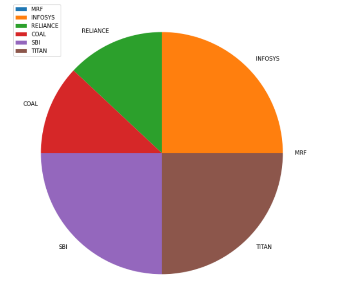 MRF
INFOSYS
RELIANCE
COAL
SBI
TITAN
RELIANCE
INFOSYS
COAL
MRF
SBI
TITAN